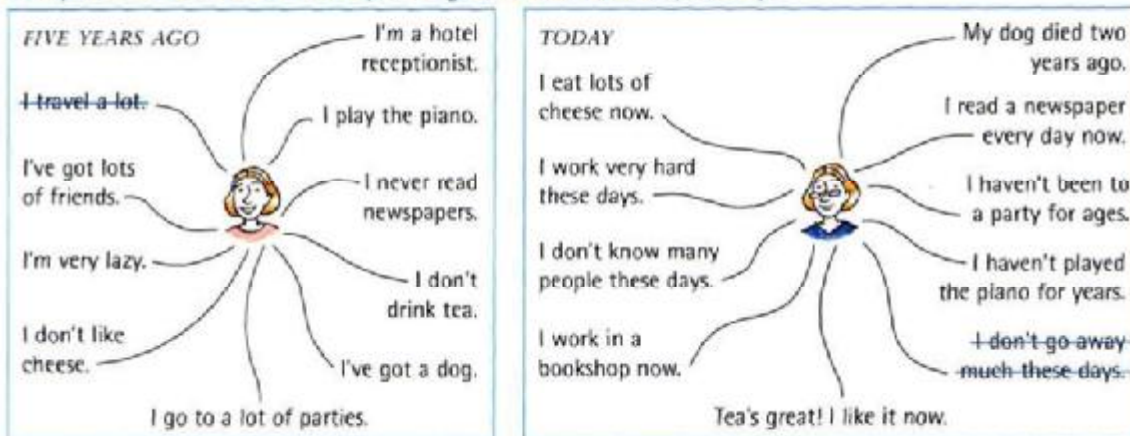 FIVE YEARS AGO
I'm a hotel
receptionist.
I travel a lot.
I play the piano.
I've got lots
of friends.
I never read
newspapers.
I'm very lazy.
I don't
drink tea.
I don't like
cheese.
I've got a dog.
I go to a lot of parties.
TODAY
My dog died two
years ago.
I eat lots of
cheese now.
I read a newspaper
every day now.
I work very hard
these days.
I haven't been to
a party for ages.
I don't know many
people these days.
I haven't played
the piano for years.
I work in a
bookshop now.
I don't go away
much these days.
Tea's great! I like it now.